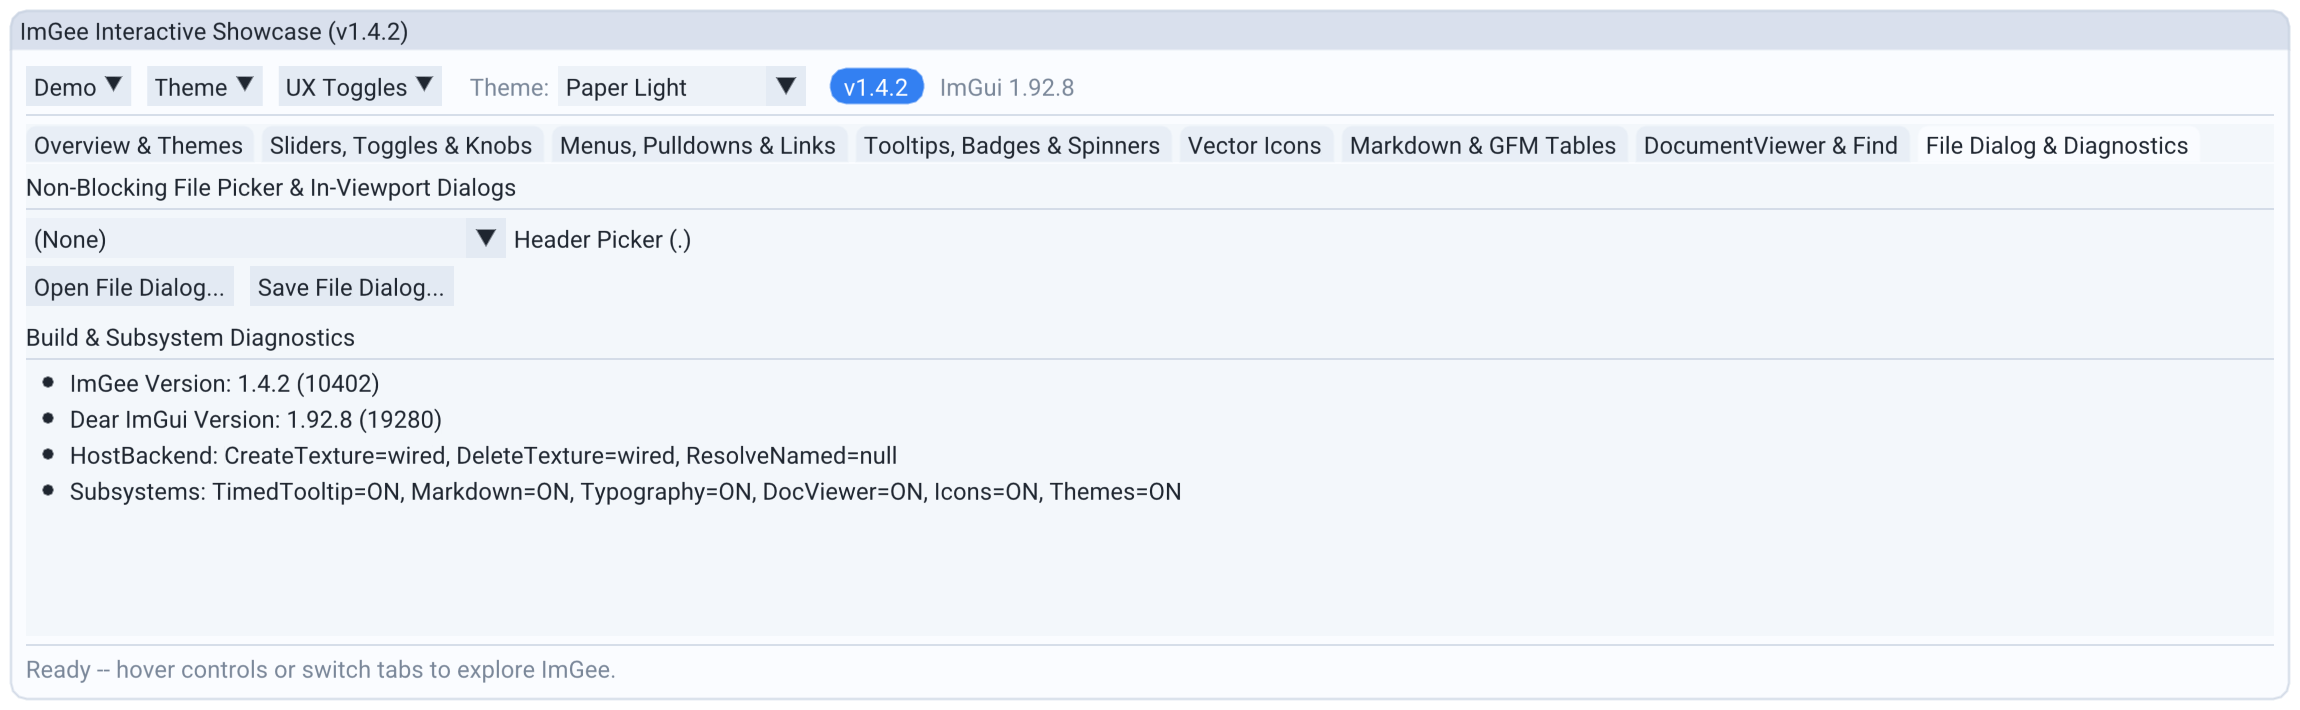 ImGee Interactive Showcase (v1.4.2)
Demo Theme UX Toggles Theme: Paper Light v1.4.2 ImGui 1.92.8
Overview & Themes Sliders, Toggles & Knobs Menus, Pulldowns & Links Tooltips, Badges & Spinners Vector Icons Markdown & GFM Tables DocumentViewer & Find File Dialog & Diagnostics
Non-Blocking File Picker & In-Viewport Dialogs
(None) Header Picker (.)
Open File Dialog... Save File Dialog...
Build & Subsystem Diagnostics
ImGee Version: 1.4.2 (10402)
Dear ImGui Version: 1.92.8 (19280)
HostBackend: CreateTexture=wired, DeleteTexture=wired, ResolveNamed=null
Subsystems: TimedTooltip=ON, Markdown=ON, Typography=ON, DocViewer=ON, Icons=ON, Themes=ON
Ready -- hover controls or switch tabs to explore ImGee.